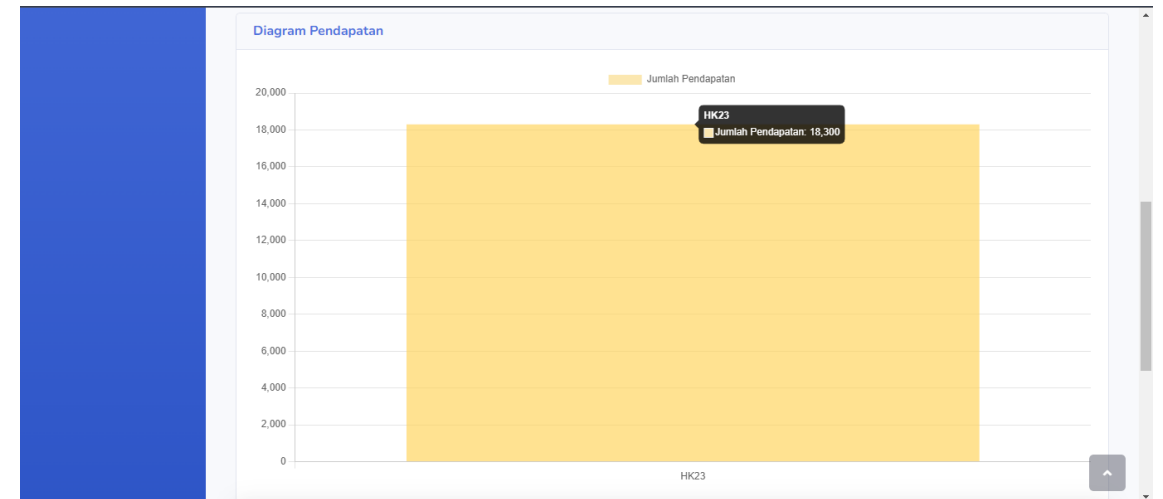 Diagram Pendapatan
Jumlah Pendapatan
20,000
HK23
Jumlah Pendapatan: 18,300
18,000
16,000
14,000
12,000
10,000
8,000
6,000
4,000
2,000
0
HK23